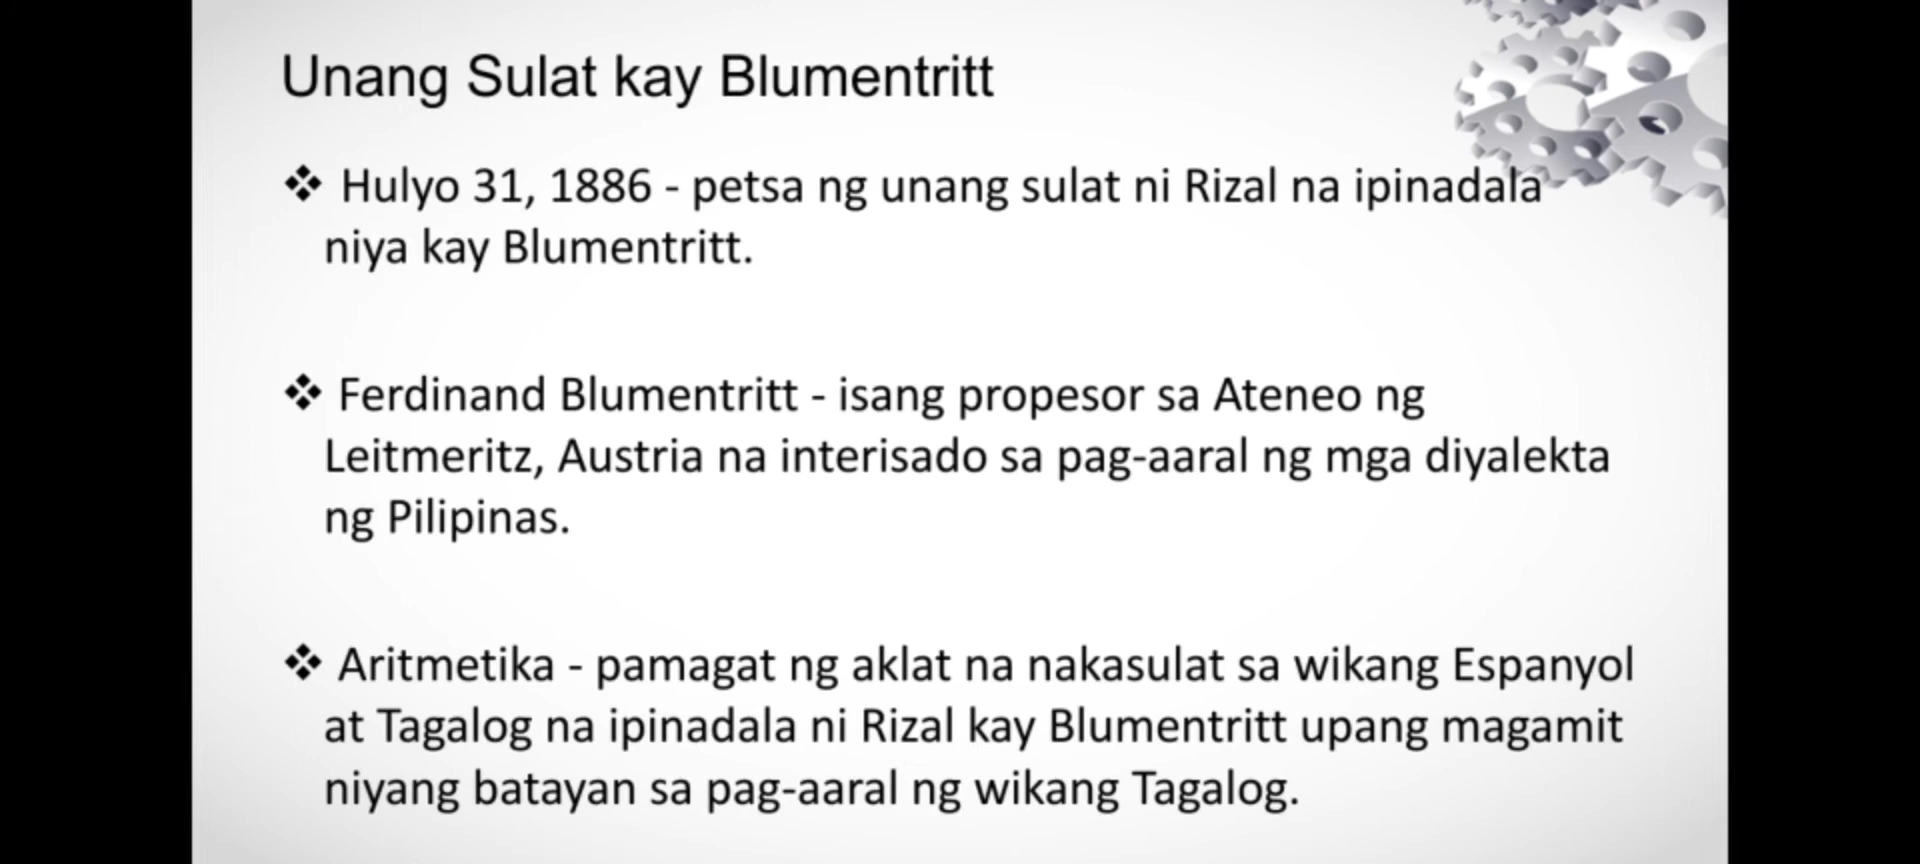 Unang Sulat kay Blumentritt
❖ Hulyo 31, 1886 - petsa ng unang sulat ni Rizal na ipinadala
niya kay Blumentritt.
❖ Ferdinand Blumentritt - isang propesor sa Ateneo ng
Leitmeritz, Austria na interisado sa pag-aaral ng mga diyalekta
ng Pilipinas.
❖ Aritmetika - pamagat ng aklat na nakasulat sa wikang Espanyol
at Tagalog na ipinadala ni Rizal kay Blumentritt upang magamit
niyang batayan sa pag-aaral ng wikang Tagalog.